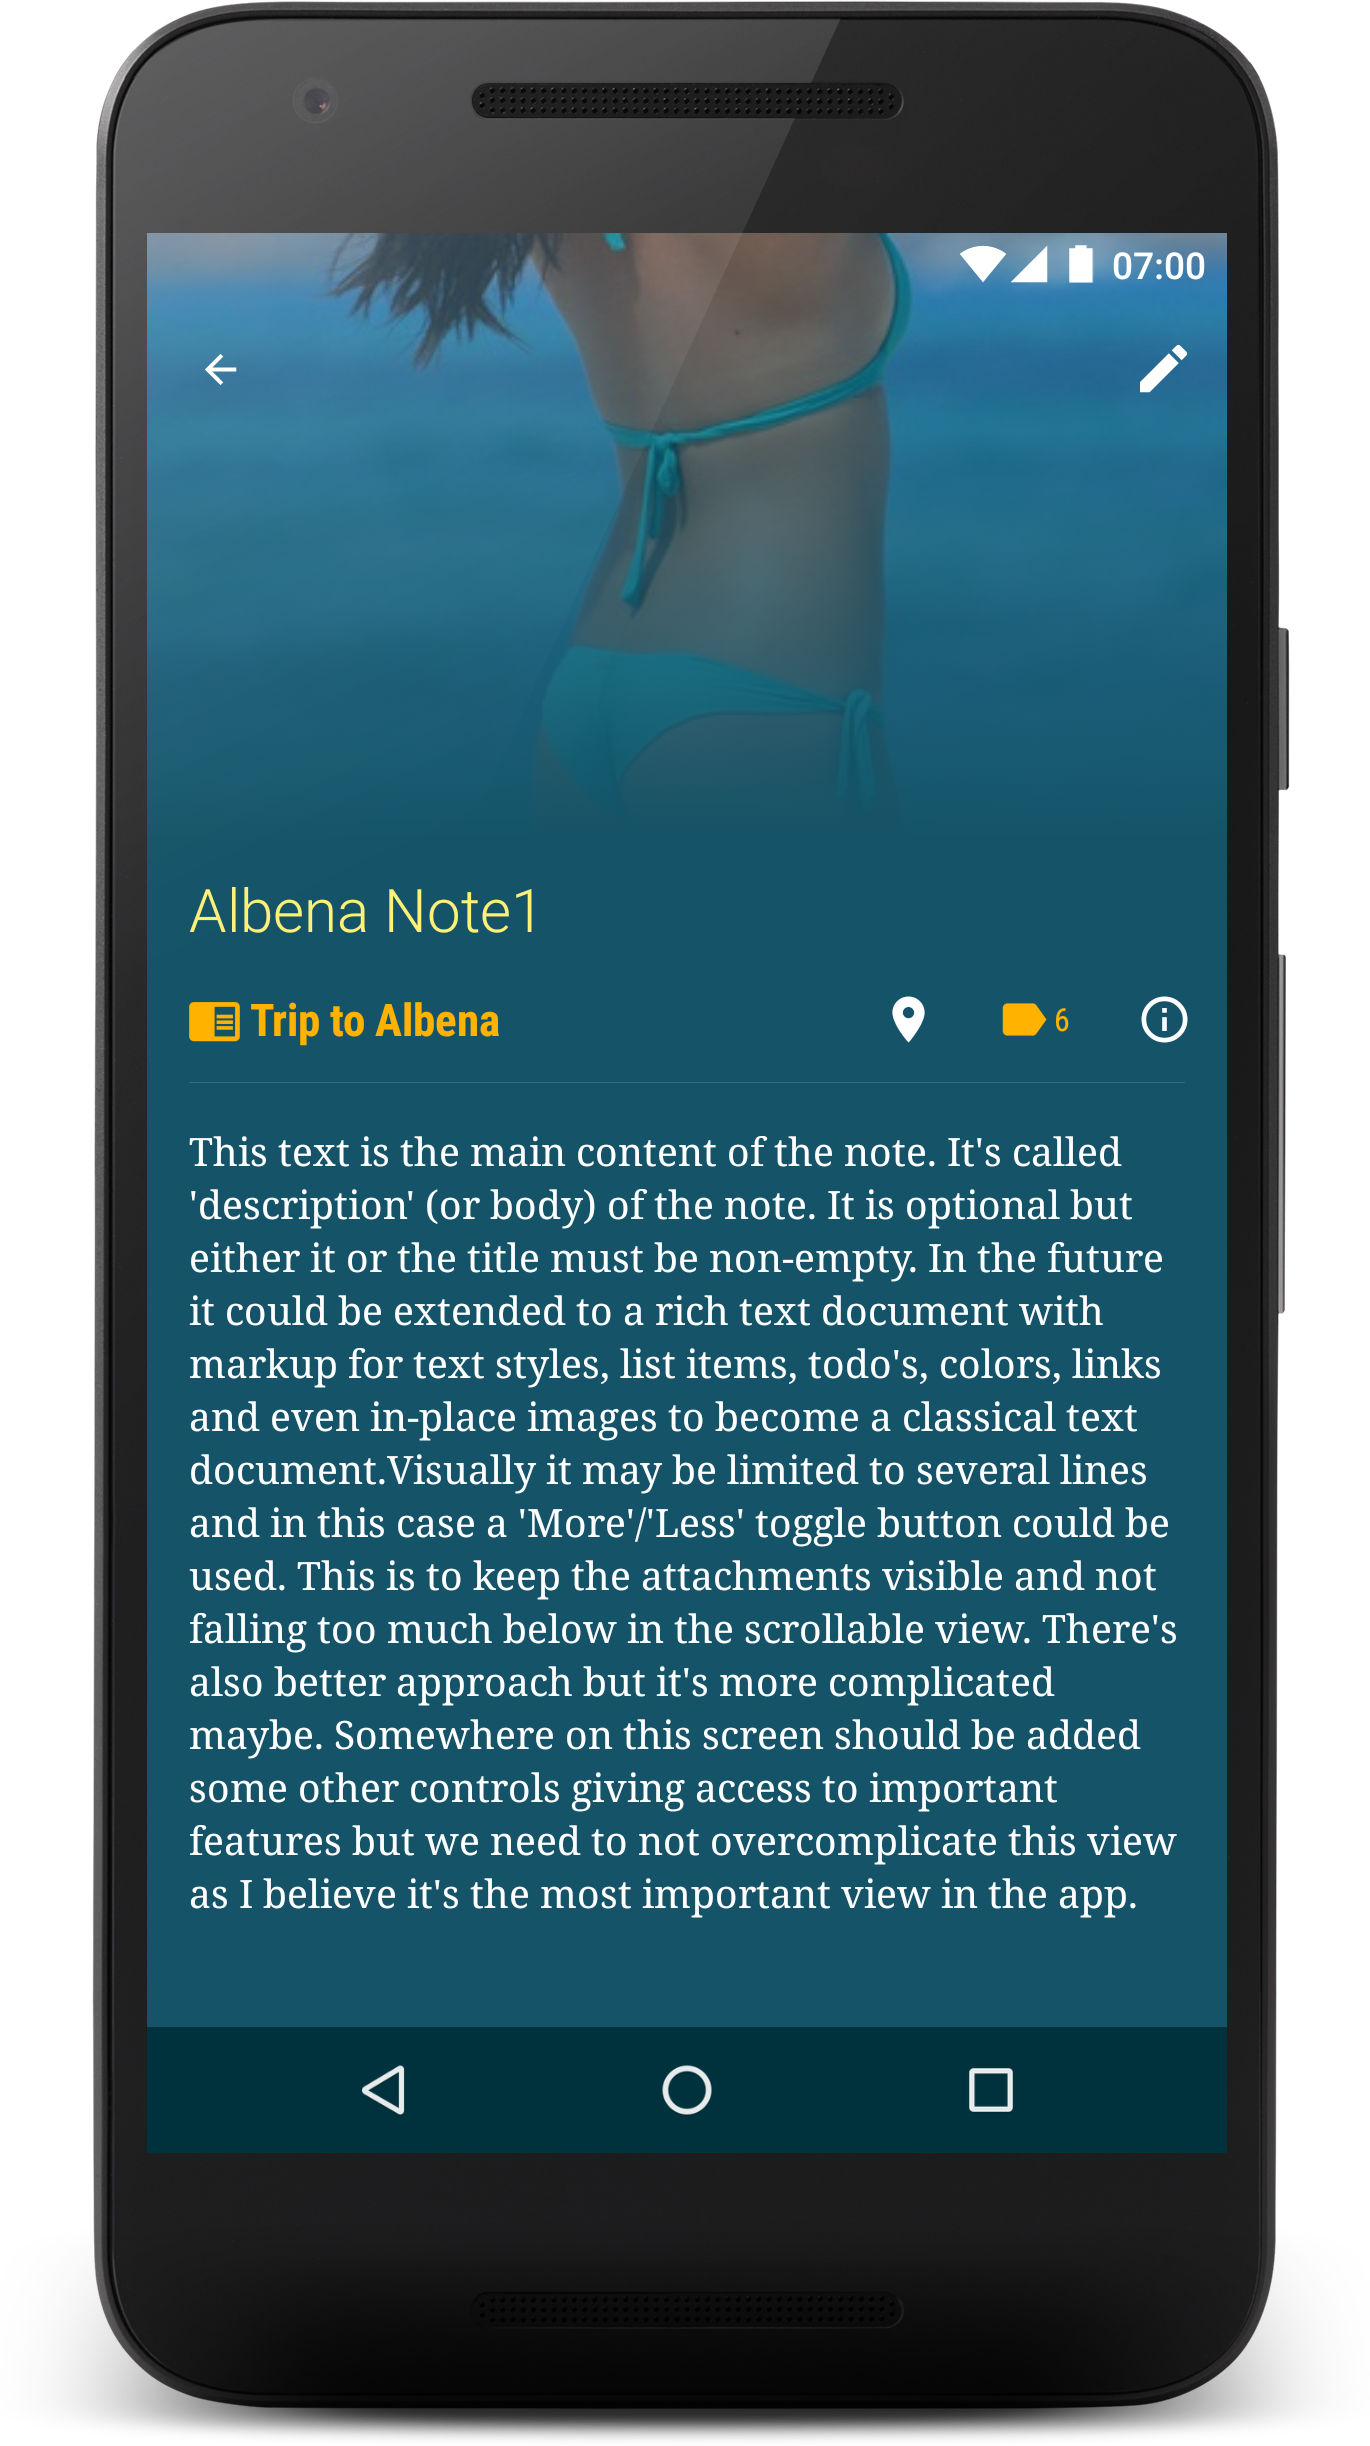 07:00
Albena Note1
Trip to Albena 6
This text is the main content of the note. It's called
'description' (or body) of the note. It is optional but
either it or the title must be non-empty. In the future
it could be extended to a rich text document with
markup for text styles, list items, todo's, colors, links
and even in-place images to become a classical text
document.Visually it may be limited to several lines
and in this case a 'More'/'Less' toggle button could be
used. This is to keep the attachments visible and not
falling too much below in the scrollable view. There's
also better approach but it's more complicated
maybe. Somewhere on this screen should be added
some other controls giving access to important
features but we need to not overcomplicate this view
as I believe it's the most important view in the app.